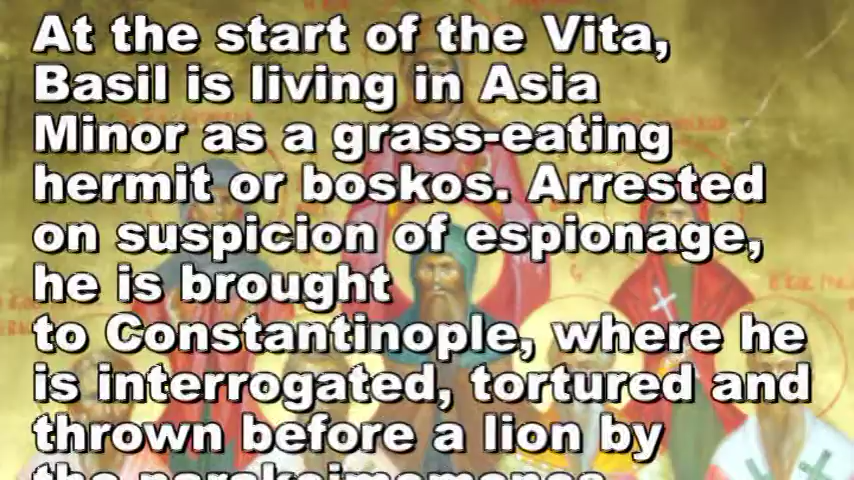 At the start of the Vita,
Basil is living in Asia
Minor as a grass-eating
hermit or boskos. Arrested
on suspicion of espionage,
he is brought
to Constantinople, where he
is interrogated, tortured and
thrown before a lion by
the parakoimomenos